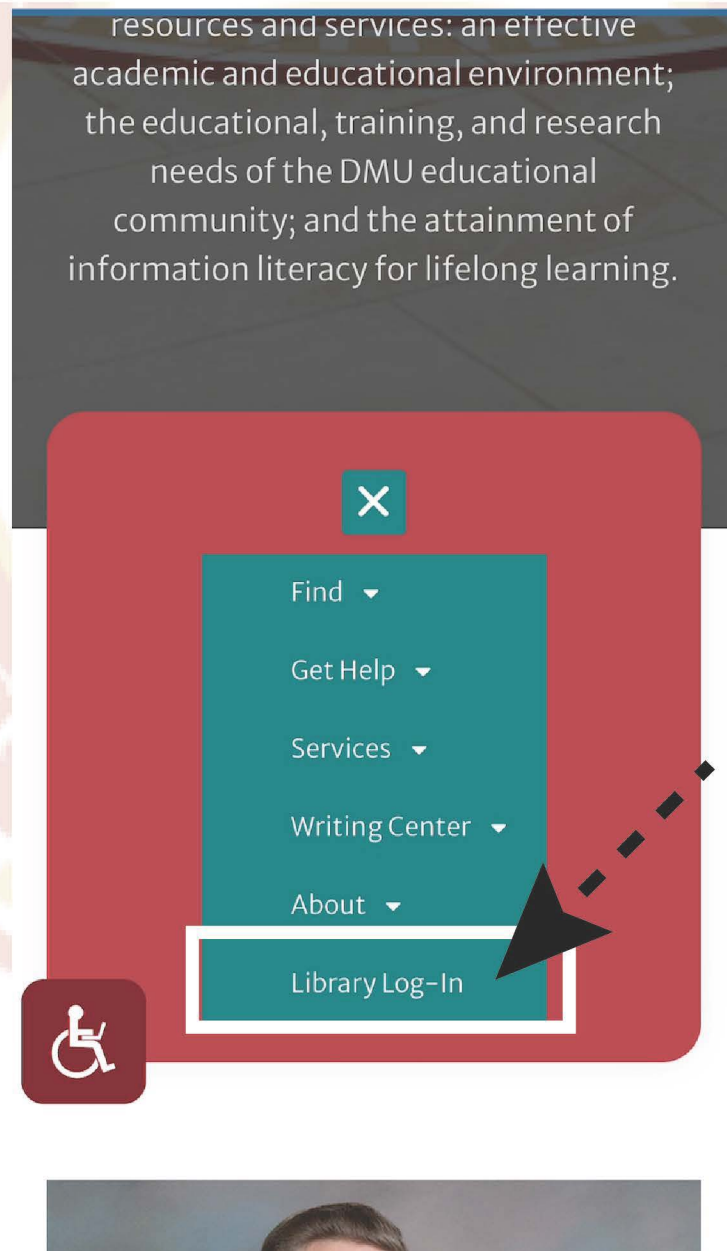 resources and services: an effective
academic and educational environment;
the educational, training, and research
needs of the DMU educational
community; and the attainment of
information literacy for lifelong learning.
Find
Get Help
Services
Writing Center
About
Library Log-In